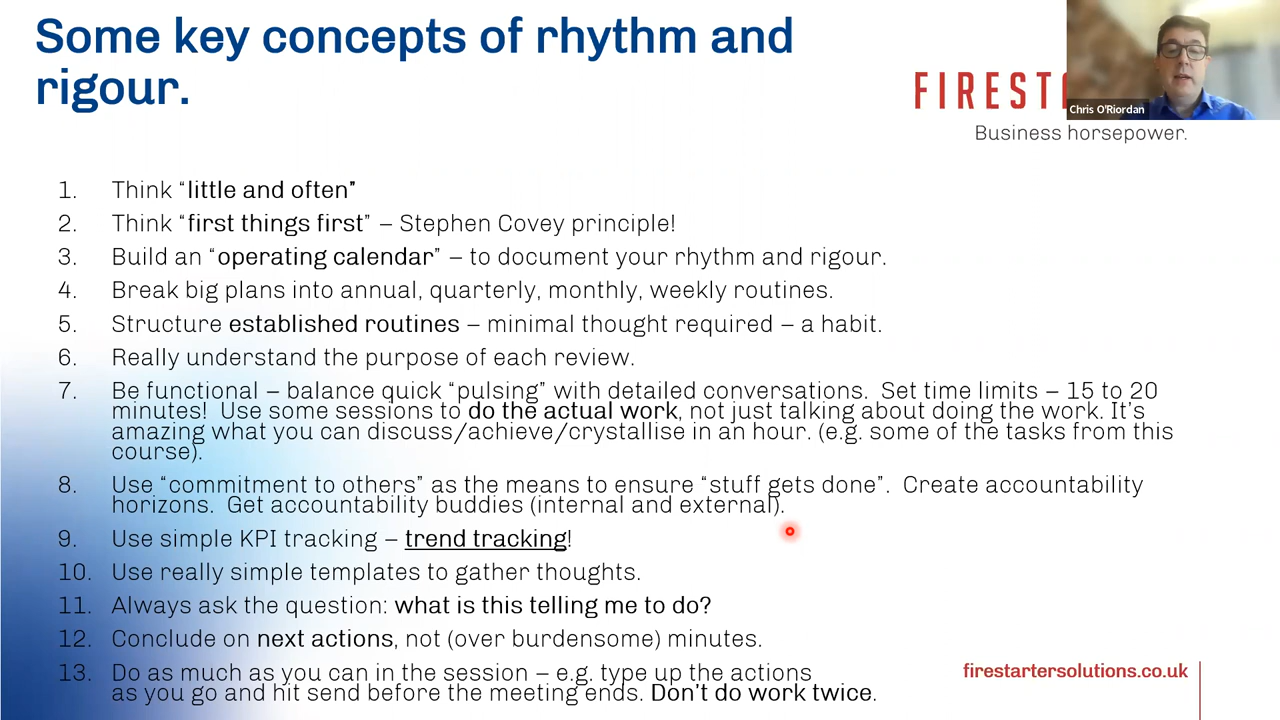 Some key concepts of rhythm and
rigour.
FIREST
Chris O'Riordan
Business horsepower.
1. Think “little and often”
2. Think “first things first” – Stephen Covey principle!
3. Build an “operating calendar” – to document your rhythm and rigour.
4. Break big plans into annual, quarterly, monthly, weekly routines.
5. Structure established routines – minimal thought required – a habit.
6. Really understand the purpose of each review.
7. Be functional – balance quick “pulsing” with detailed conversations. Set time limits – 15 to 20
minutes! Use some sessions to do the actual work, not just talking about doing the work. It’s
amazing what you can discuss/achieve/crystallise in an hour. (e.g. some of the tasks from this
course).
8. Use “commitment to others” as the means to ensure “stuff gets done”. Create accountability
horizons. Get accountability buddies (internal and external).
9. Use simple KPI tracking – trend tracking!
10. Use really simple templates to gather thoughts.
11. Always ask the question: what is this telling me to do?
12. Conclude on next actions, not (over burdensome) minutes.
13. Do as much as you can in the session – e.g. type up the actions
as you go and hit send before the meeting ends. Don’t do work twice.
firestartersolutions.co.uk